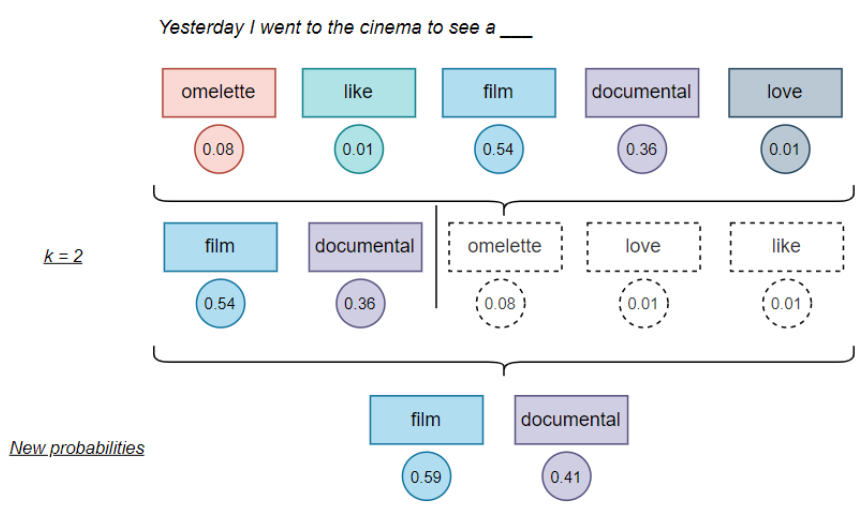 Yesterday I went to the cinema to see a ___
omelette like film documental love
0.08 0.01 0.54 0.36 0.01
k = 2
film documental omelette love like
0.54 0.36 0.08 0.01 0.01
New probabilities
film documental
0.59 0.41